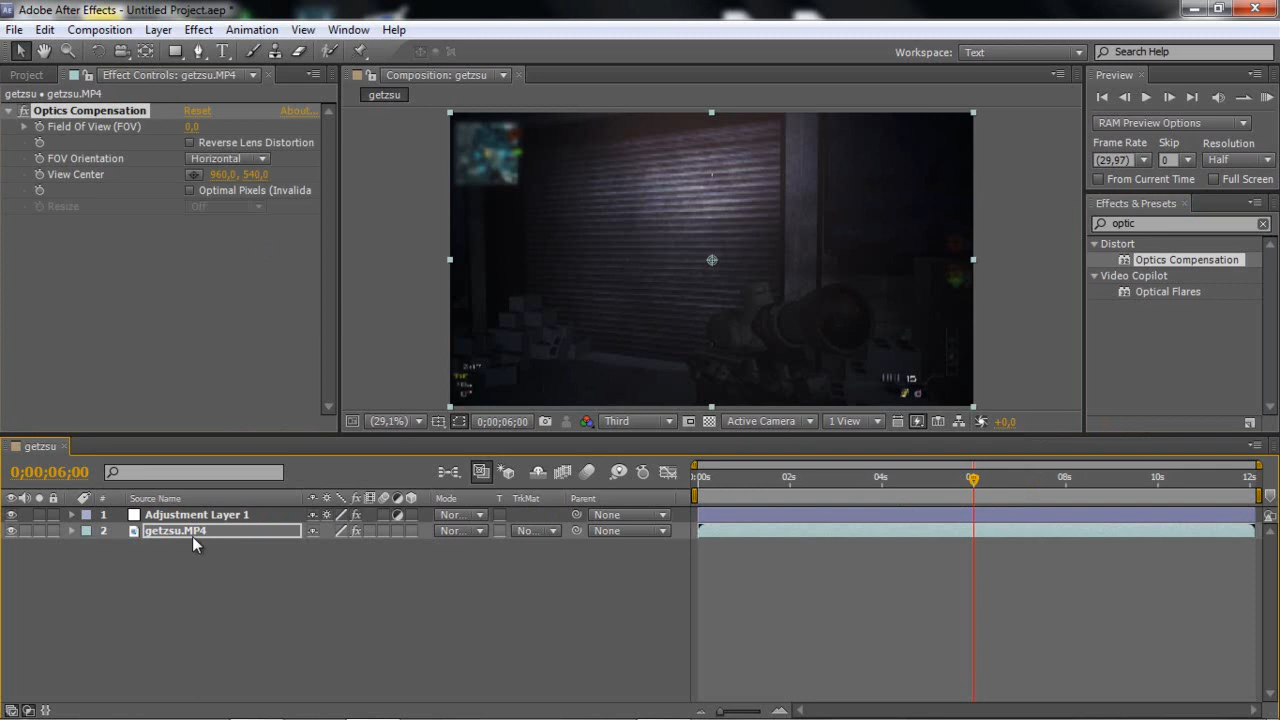 Adobe After Effects - Untitled Project.aep *
File Edit Composition Layer Effect Animation View Window Help
Workspace: Text Search Help
Project Effect Controls: getzsu.MP4 Composition: getzsu Preview
getzsu • getzsu.MP4
getzsu
Optics Compensation Reset About...
Field Of View (FOV) 0,0
Reverse Lens Distortion
FOV Orientation Horizontal
View Center 960,0, 540,0
Optimal Pixels (Invalida
Resize Off
15
(29,1%) 0;00;06;00 Third Active Camera 1 View +0,0
RAM Preview Options
Frame Rate Skip Resolution
(29,97) 0 Half
From Current Time Full Screen
Effects & Presets
optic
Distort
Optics Compensation
Video Copilot
Optical Flares
getzsu
0;00;06;00
:00s 02s 04s 08s 10s 12s
# Source Name Mode T TrkMat Parent
1 Adjustment Layer 1 Nor... None
2 getzsu.MP4 Nor... No... None